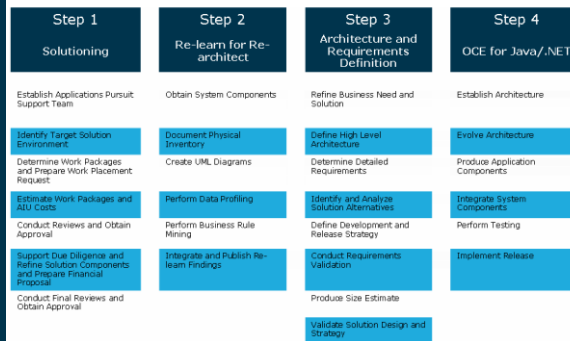 Step 1
Solutioning
Establish Applications Pursuit
Support Team
Identify Target Solution
Environment
Determine Work Packages
and Prepare Work Placement
Request
Estimate Work Packages and
AIU Costs
Conduct Reviews and Obtain
Approval
Support Due Diligence and
Refine Solution Components
and Prepare Financial
Proposal
Conduct Final Reviews and
Obtain Approval
Step 2
Re-learn for Re-
architect
Obtain System Components
Document Physical
Inventory
Create UML Diagrams
Perform Data Profiling
Perform Business Rule
Mining
Integrate and Publish Re-
learn Findings
Step 3
Architecture and
Requirements
Definition
Refine Business Need and
Solution
Define High Level
Architecture
Determine Detailed
Requirements
Identify and Analyze
Solution Alternatives
Define Development and
Release Strategy
Conduct Requirements
Validation
Produce Size Estimate
Validate Solution Design and
Strategy
Step 4
OCE for Java/.NET
Establish Architecture
Evolve Architecture
Produce Application
Components
Integrate System
Components
Perform Testing
Implement Release